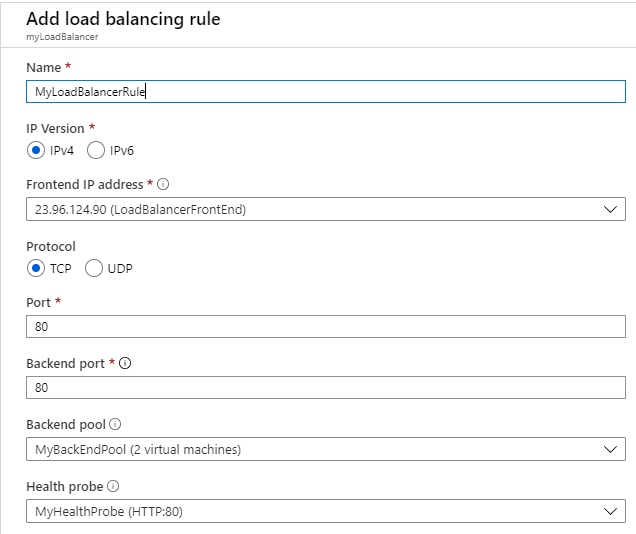 Add load balancing rule
myLoadBalancer
Name *
MyLoadBalancerRule
IP Version *
IPv4 IPv6
Frontend IP address *
23.96.124.90 (LoadBalancerFrontEnd)
Protocol
TCP UDP
Port *
80
Backend port *
80
Backend pool
MyBackEndPool (2 virtual machines)
Health probe
MyHealthProbe (HTTP:80)